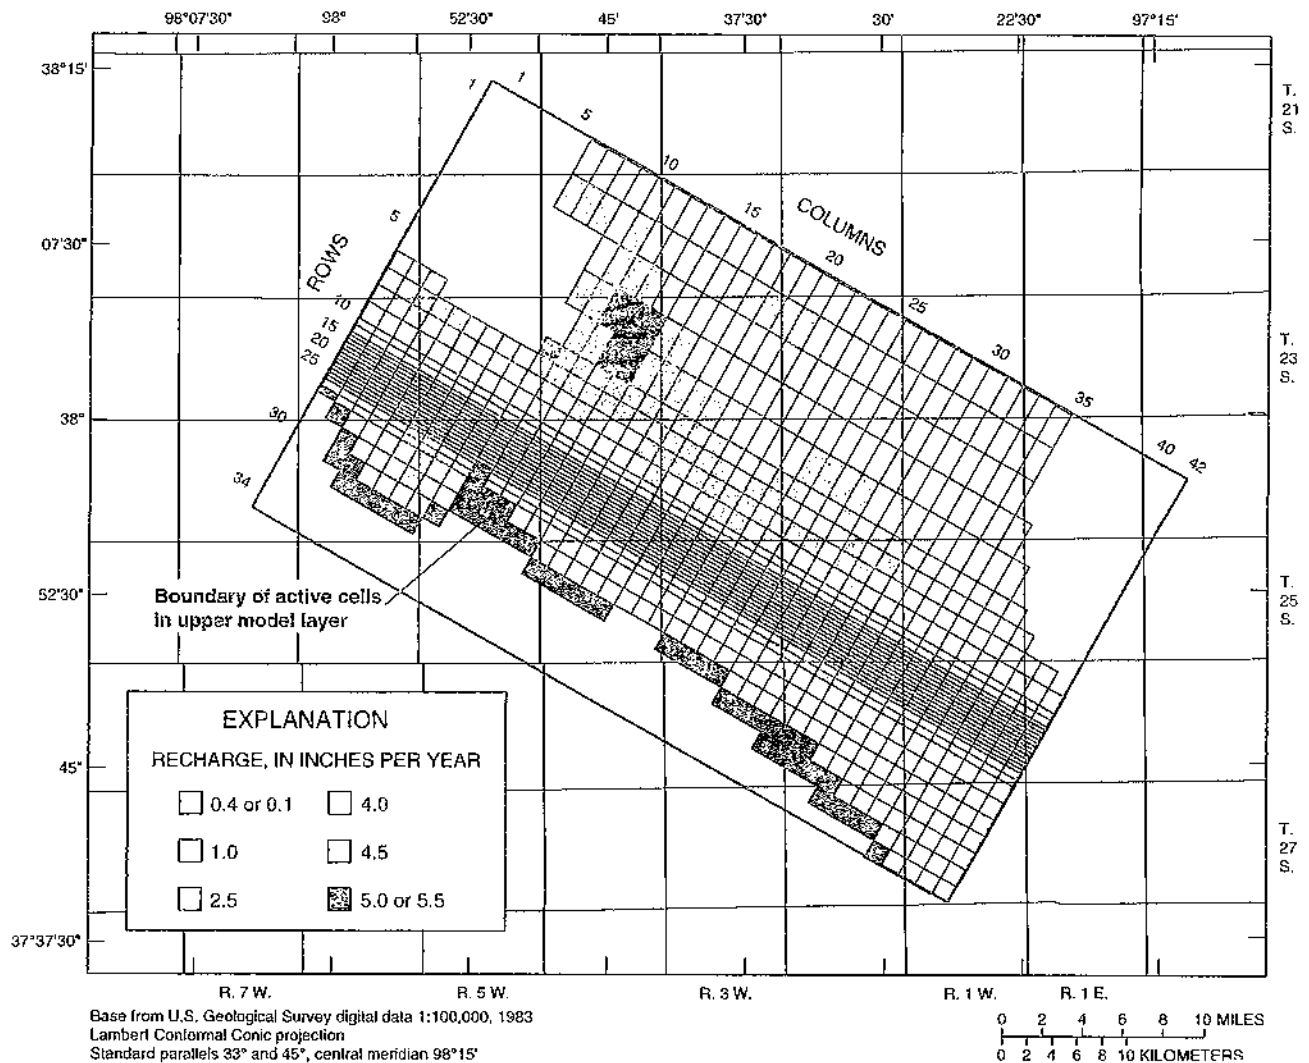 98°07'30" 98° 52'30" 45' 37'30" 30' 22'30" 97°15'
38°15'
07'30"
38°
52'30"
45'
37°37'30"
T. 21 S.
T. 23 S.
T. 25 S.
T. 27 S.
1 5 10 15 20 25 30 35 40 42
COLUMNS
1 5 10 15 20 25 30 34
ROWS
Boundary of active cells
in upper model layer
EXPLANATION
RECHARGE, IN INCHES PER YEAR
0.4 or 0.1 4.0
1.0 4.5
2.5 5.0 or 5.5
R. 7 W. R. 5 W. R. 3 W. R. 1 W. R. 1 E.
Base from U.S. Geological Survey digital data 1:100,000, 1983
Lambert Conformal Conic projection
Standard parallels 33° and 45°, central meridian 98°15'
0 2 4 6 8 10 MILES
0 2 4 6 8 10 KILOMETERS